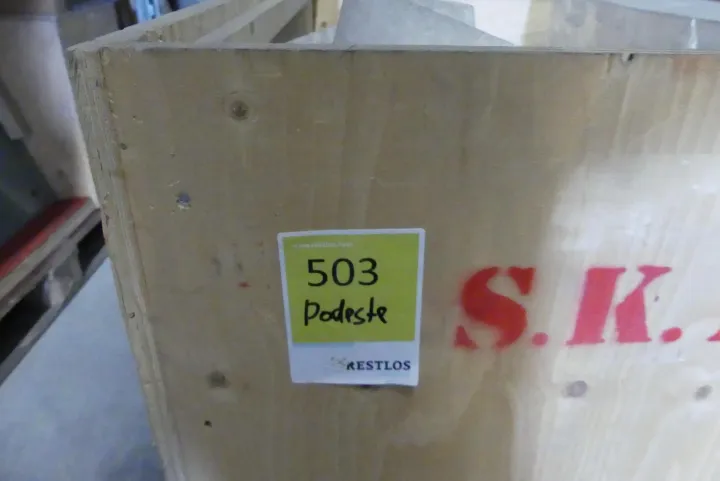 503
Podeste
RESTLOS
S.K.